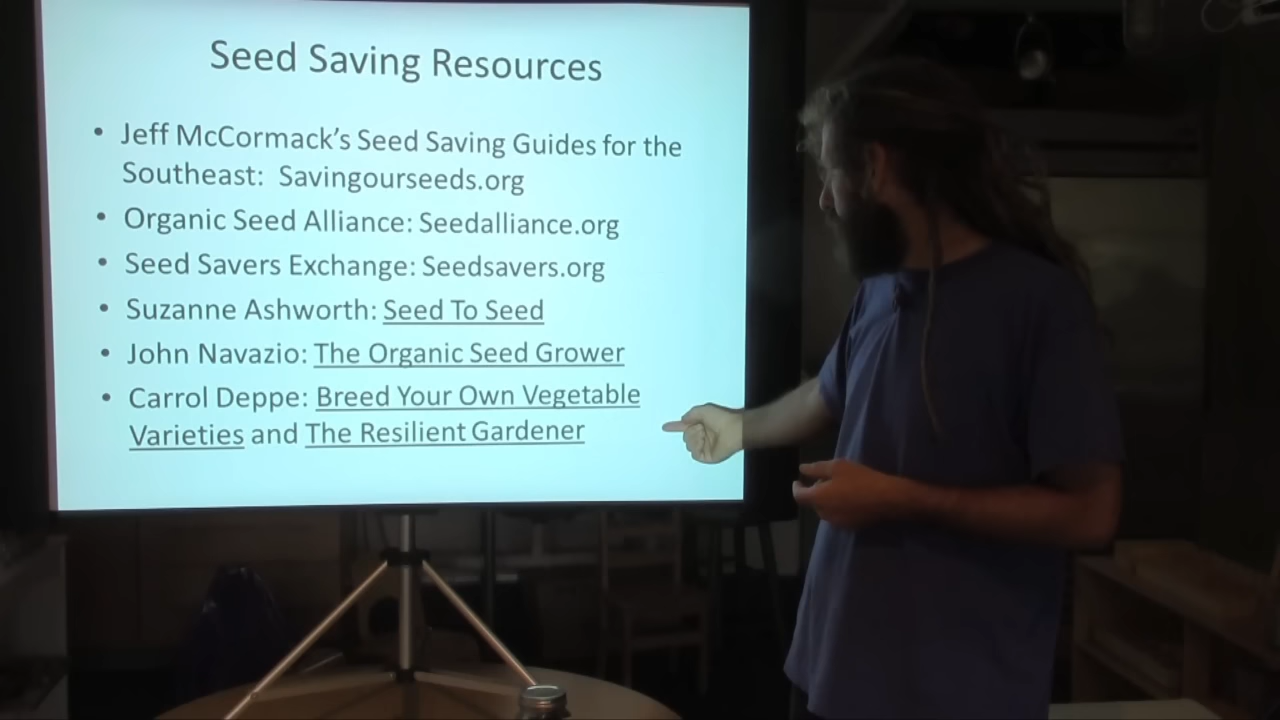 Seed Saving Resources
• Jeff McCormack's Seed Saving Guides for the
Southeast: Savingourseeds.org
• Organic Seed Alliance: Seedalliance.org
• Seed Savers Exchange: Seedsavers.org
• Suzanne Ashworth: Seed To Seed
• John Navazio: The Organic Seed Grower
• Carrol Deppe: Breed Your Own Vegetable
Varieties and The Resilient Gardener